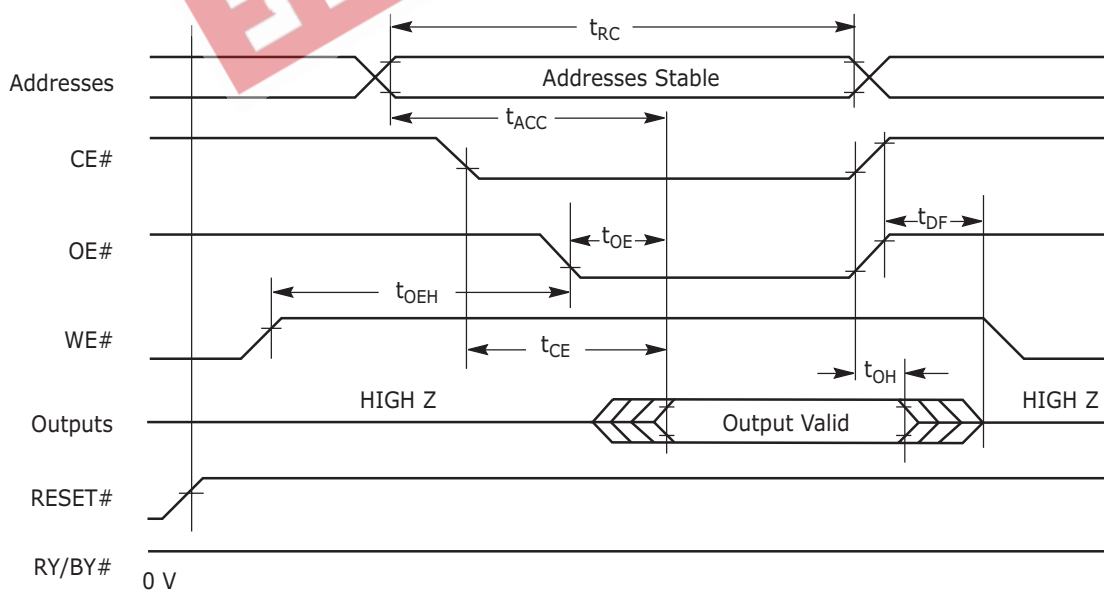 tRC
Addresses
Addresses Stable
tACC
CE#
tDF
OE#
tOE
tOEH
WE#
tCE
tOH
HIGH Z
HIGH Z
Outputs
Output Valid
RESET#
RY/BY#
0 V